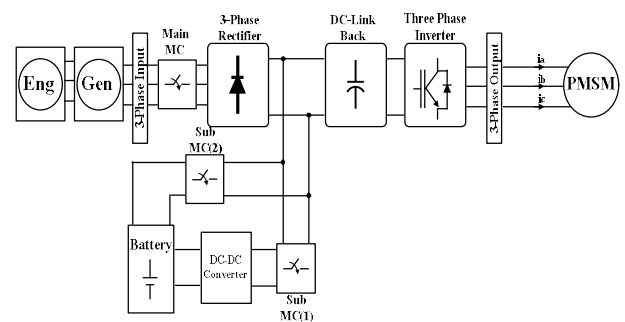 Main
MC
3-Phase
Rectifier
DC-Link
Back
Three Phase
Inverter
Eng
Gen
3-Phase Input
3-Phase Output
ia
ib
ic
PMSM
Sub
MC(2)
Battery
DC-DC
Converter
Sub
MC(1)